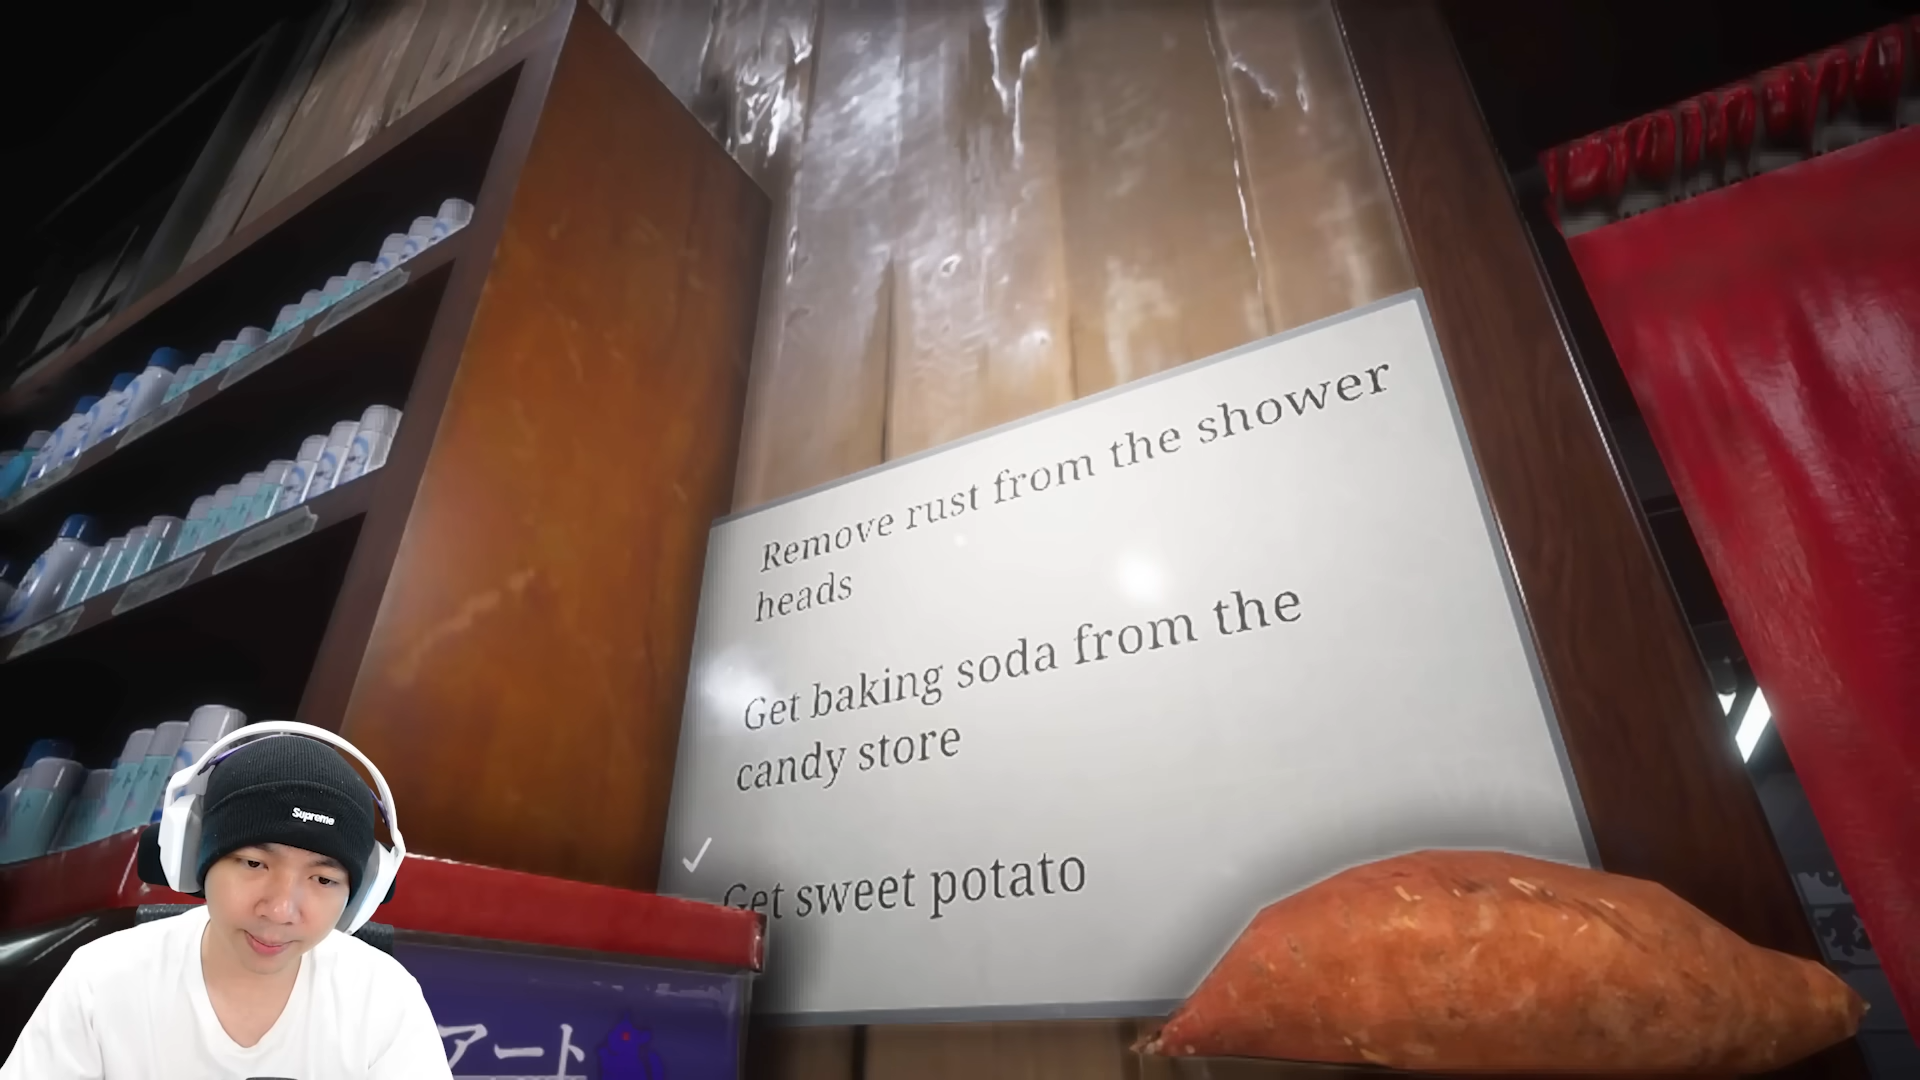 Remove rust from the shower
heads
Get baking soda from the
candy store
Get sweet potato
Supreme
アート